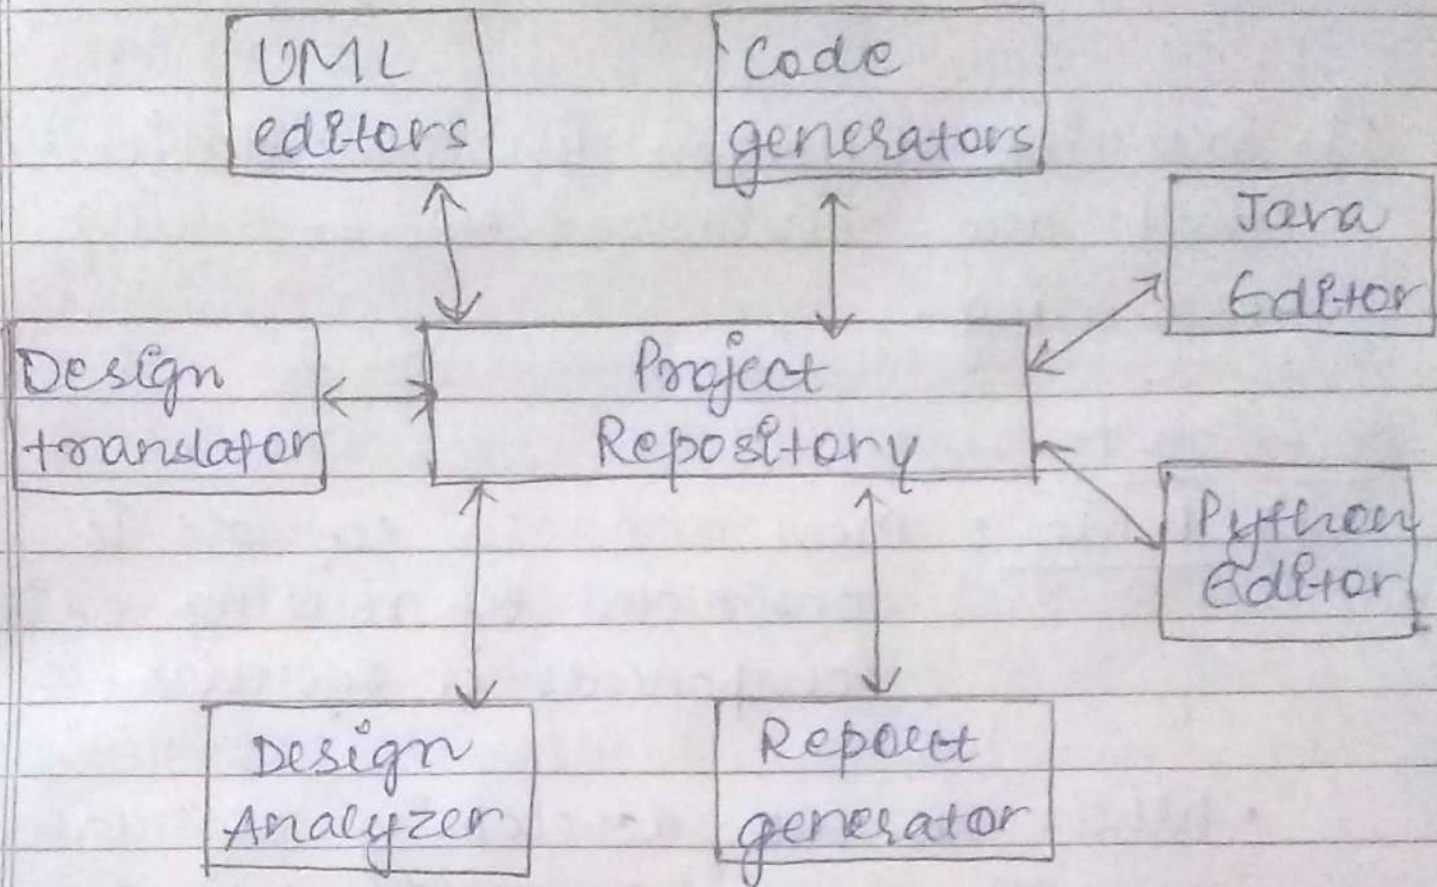 UML
editors
Code
generators
Java
Editor
Design
translator
Project
Repository
Python
Editor
Design
Analyzer
Report
generator